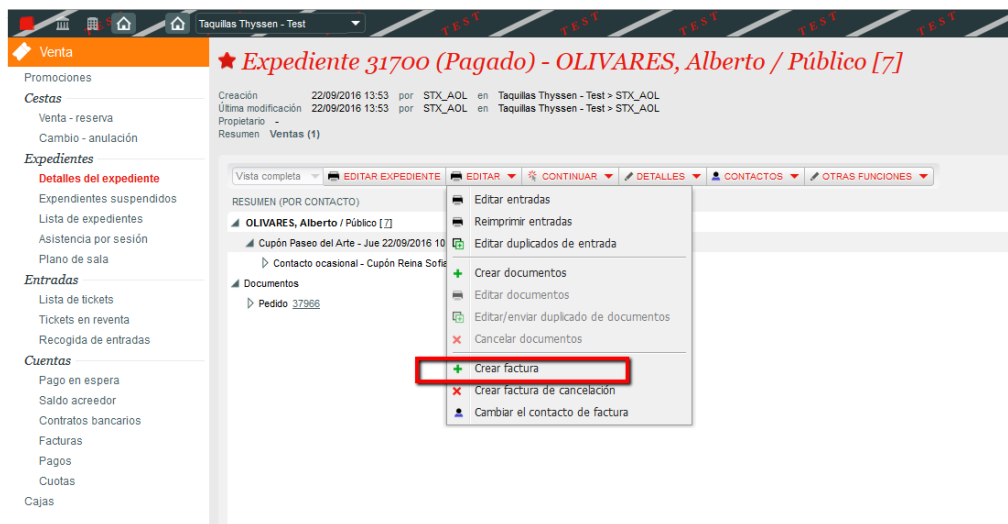 Taquillas Thyssen - Test
TEST TEST TEST TEST TEST
Venta
Promociones
Cestas
Venta - reserva
Cambio - anulación
Expedientes
Detalles del expediente
Expendientes suspendidos
Lista de expedientes
Asistencia por sesión
Plano de sala
Entradas
Lista de tickets
Tickets en reventa
Recogida de entradas
Cuentas
Pago en espera
Saldo acreedor
Contratos bancarios
Facturas
Pagos
Cuotas
Cajas
Expediente 31700 (Pagado) - OLIVARES, Alberto / Público [7]
Creación 22/09/2016 13:53 por STX_AOL en Taquillas Thyssen - Test > STX_AOL
Última modificación 22/09/2016 13:53 por STX_AOL en Taquillas Thyssen - Test > STX_AOL
Propietario -
Resumen Ventas (1)
Vista completa EDITAR EXPEDIENTE EDITAR CONTINUAR DETALLES CONTACTOS OTRAS FUNCIONES
RESUMEN (POR CONTACTO)
OLIVARES, Alberto / Público [7]
Cupón Paseo del Arte - Jue 22/09/2016 10
Contacto ocasional - Cupón Reina Sofia
Documentos
Pedido 37966
Editar entradas
Reimprimir entradas
Editar duplicados de entrada
Crear documentos
Editar documentos
Editar/enviar duplicado de documentos
Cancelar documentos
Crear factura
Crear factura de cancelación
Cambiar el contacto de factura